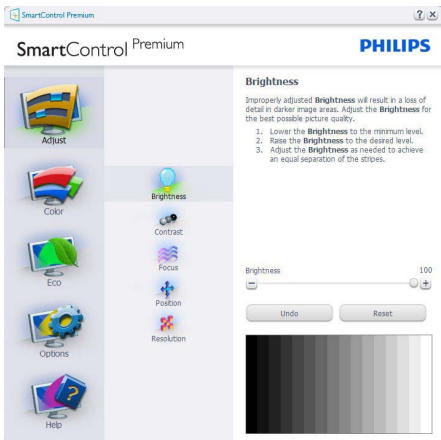 SmartControl Premium
? ×
SmartControl Premium
PHILIPS
Adjust
Color
Eco
Options
Help
Brightness
Contrast
Focus
Position
Resolution
Brightness
Improperly adjusted Brightness will result in a loss of
detail in darker image areas. Adjust the Brightness for
the best possible picture quality.
1. Lower the Brightness to the minimum level.
2. Raise the Brightness to the desired level.
3. Adjust the Brightness as needed to achieve
an equal separation of the stripes.
Brightness 100
Undo Reset